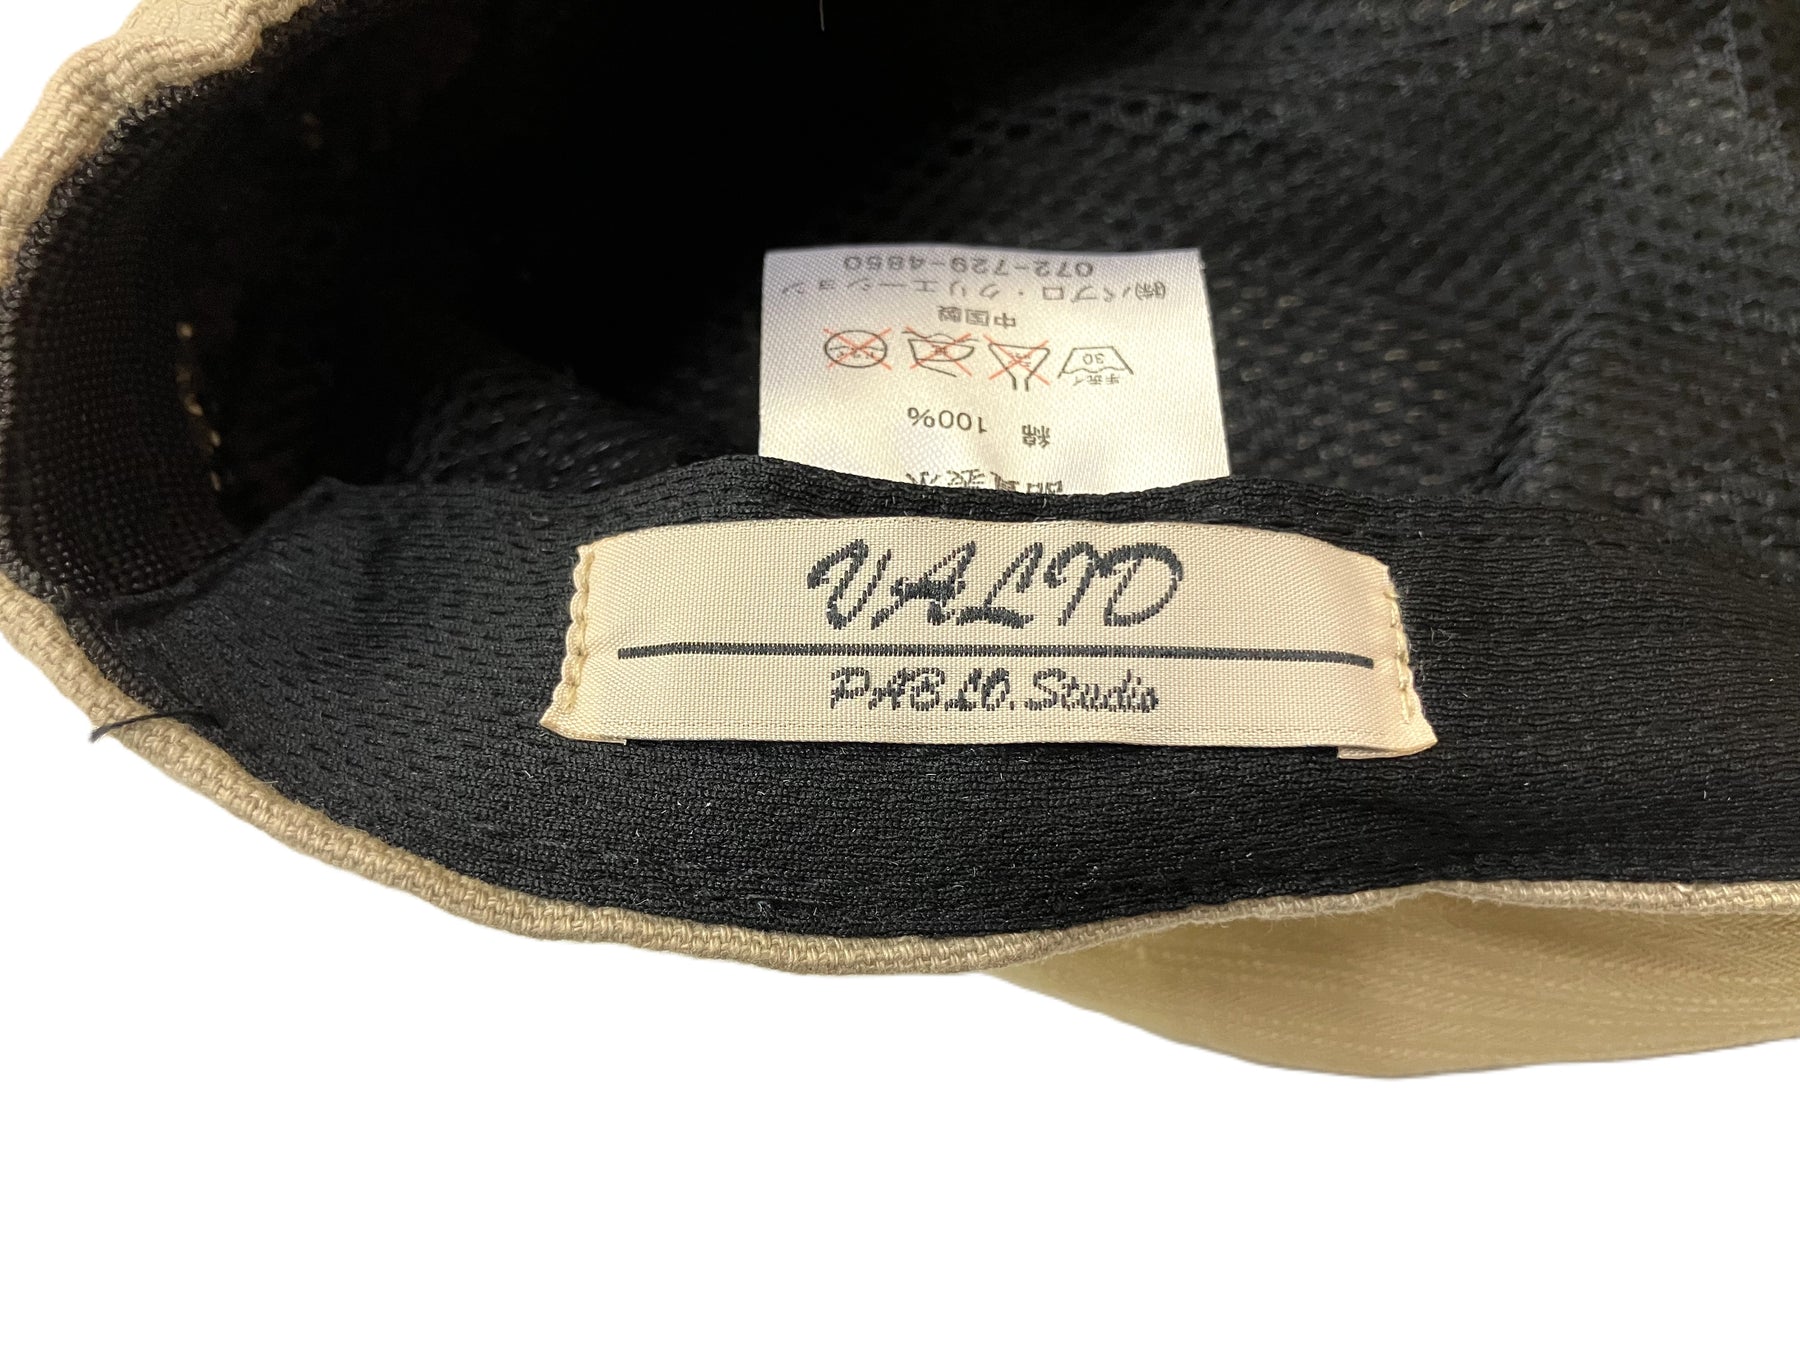 VALID
PABLO. Studio
綿 100%
手洗イ
30
中国製
㈱パブロ・クリエーション
072-729-4850